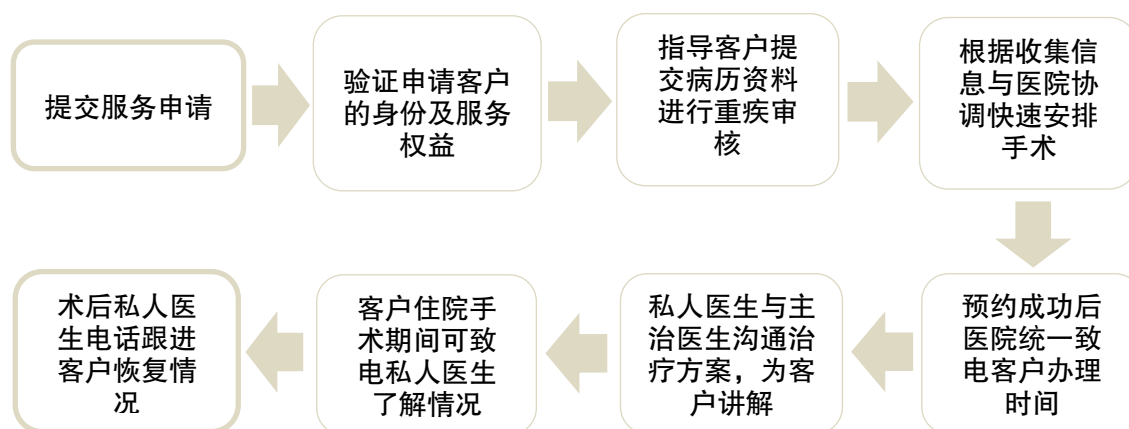 提交服务申请
验证申请客户
的身份及服务
权益
指导客户提
交病历资料
进行重疾审
核
根据收集信
息与医院协
调快速安排
手术
预约成功后
医院统一致
电客户办理
时间
私人医生与主
治医生沟通治
疗方案，为客
户讲解
客户住院手
术期间可致
电私人医生
了解情况
术后私人医
生电话跟进
客户恢复情
况